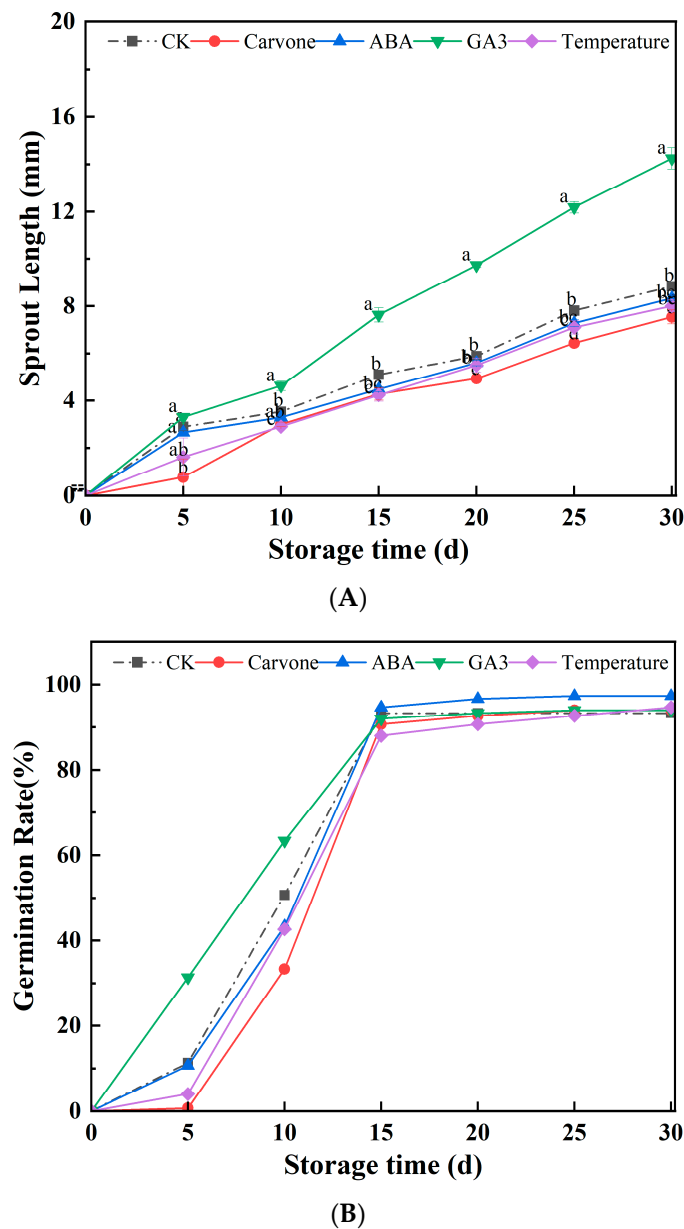 20
CK Carvone ABA GA3 Temperature
16
12
8
4
0
Sprout Length (mm)
a
a
a
a
a
a
b
b
b
b
b
ab
ab
b
0 5 10 15 20 25 30
Storage time (d)
(A)
CK Carvone ABA GA3 Temperature
100
80
60
40
20
0
Germination Rate(%)
0 5 10 15 20 25 30
Storage time (d)
(B)